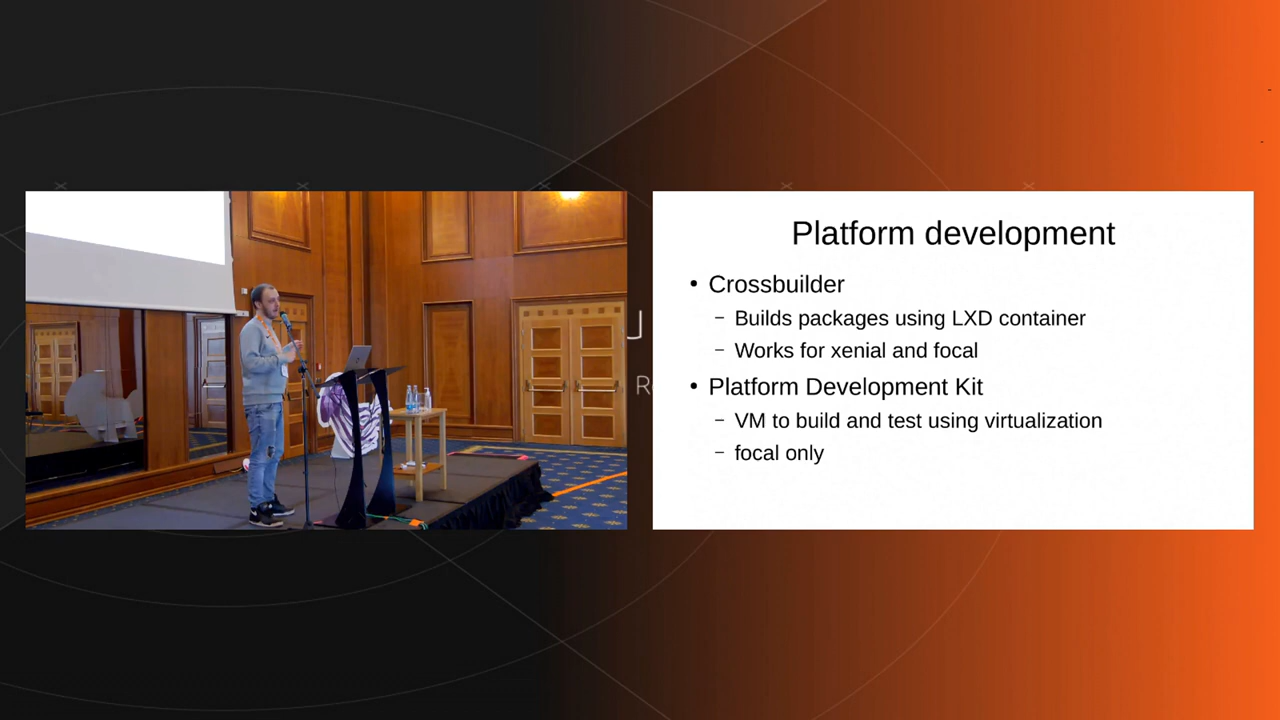 Platform development
• Crossbuilder
– Builds packages using LXD container
– Works for xenial and focal
• Platform Development Kit
– VM to build and test using virtualization
– focal only